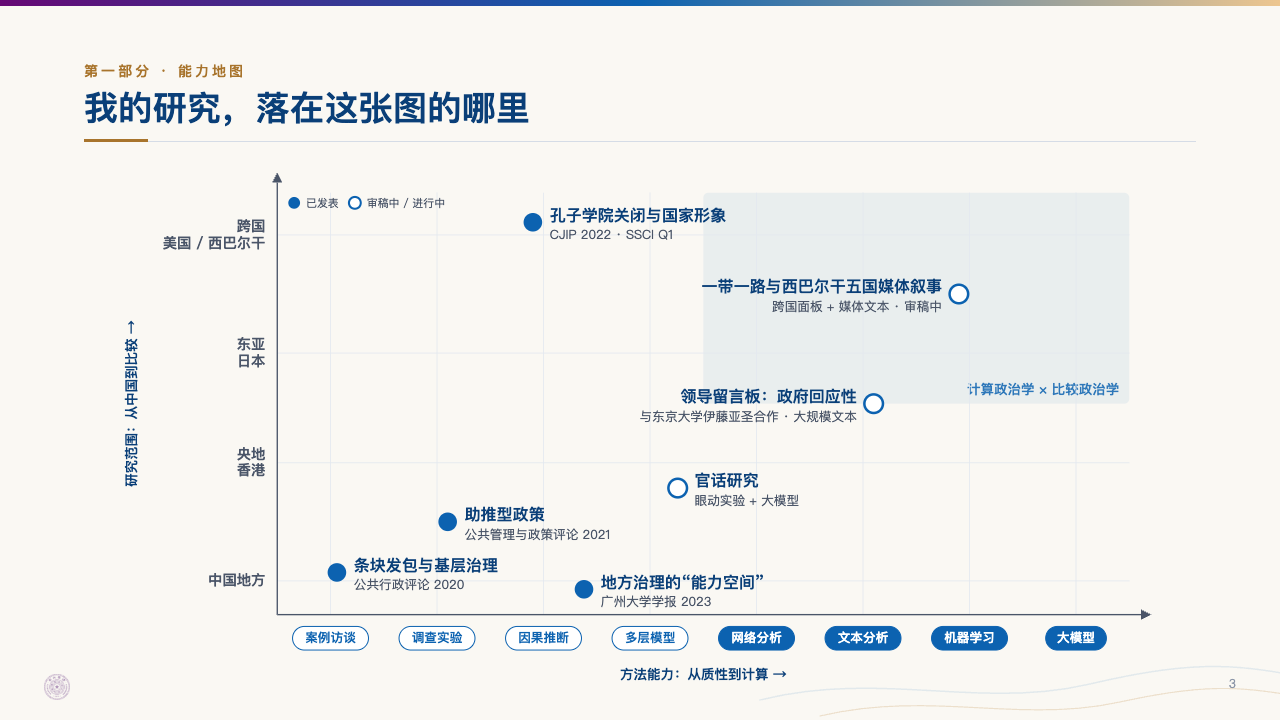 第一部分 · 能力地图
我的研究，落在这张图的哪里
已发表
审稿中 / 进行中
跨国
美国 / 西巴尔干
孔子学院关闭与国家形象
CJIP 2022 · SSCI Q1
一带一路与西巴尔干五国媒体叙事
跨国面板 + 媒体文本 · 审稿中
东亚
日本
计算政治学 × 比较政治学
领导留言板：政府回应性
与东京大学伊藤亚圣合作 · 大规模文本
研究范围：从中国到比较 →
央地
香港
官话研究
眼动实验 + 大模型
助推型政策
公共管理与政策评论 2021
条块发包与基层治理
公共行政评论 2020
中国地方
地方治理的“能力空间”
广州大学学报 2023
案例访谈
调查实验
因果推断
多层模型
网络分析
文本分析
机器学习
大模型
方法能力：从质性到计算 →
3